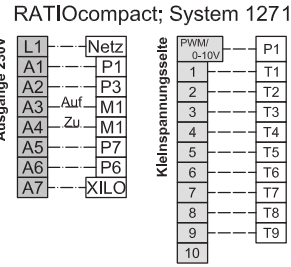 RATIOcompact; System 1271
Ausgänge 230V
L1 Netz
A1 P1
A2 P3
A3 Auf M1
A4 Zu M1
A5 P7
A6 P6
A7 XILO
Kleinspannungsseite
PWM/
0-10V P1
1 T1
2 T2
3 T3
4 T4
5 T5
6 T6
7 T7
8 T8
9 T9
10